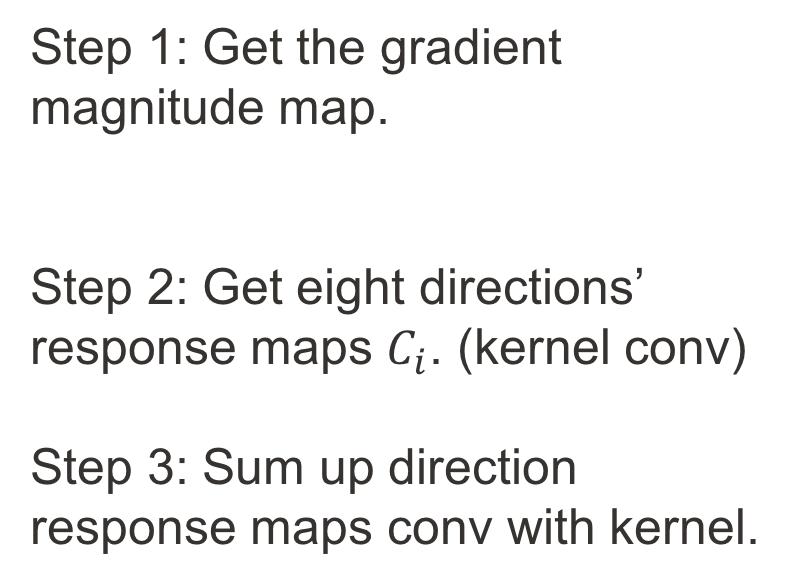 Step 1: Get the gradient
magnitude map.
Step 2: Get eight directions’
response maps 𝐶ᵢ. (kernel conv)
Step 3: Sum up direction
response maps conv with kernel.